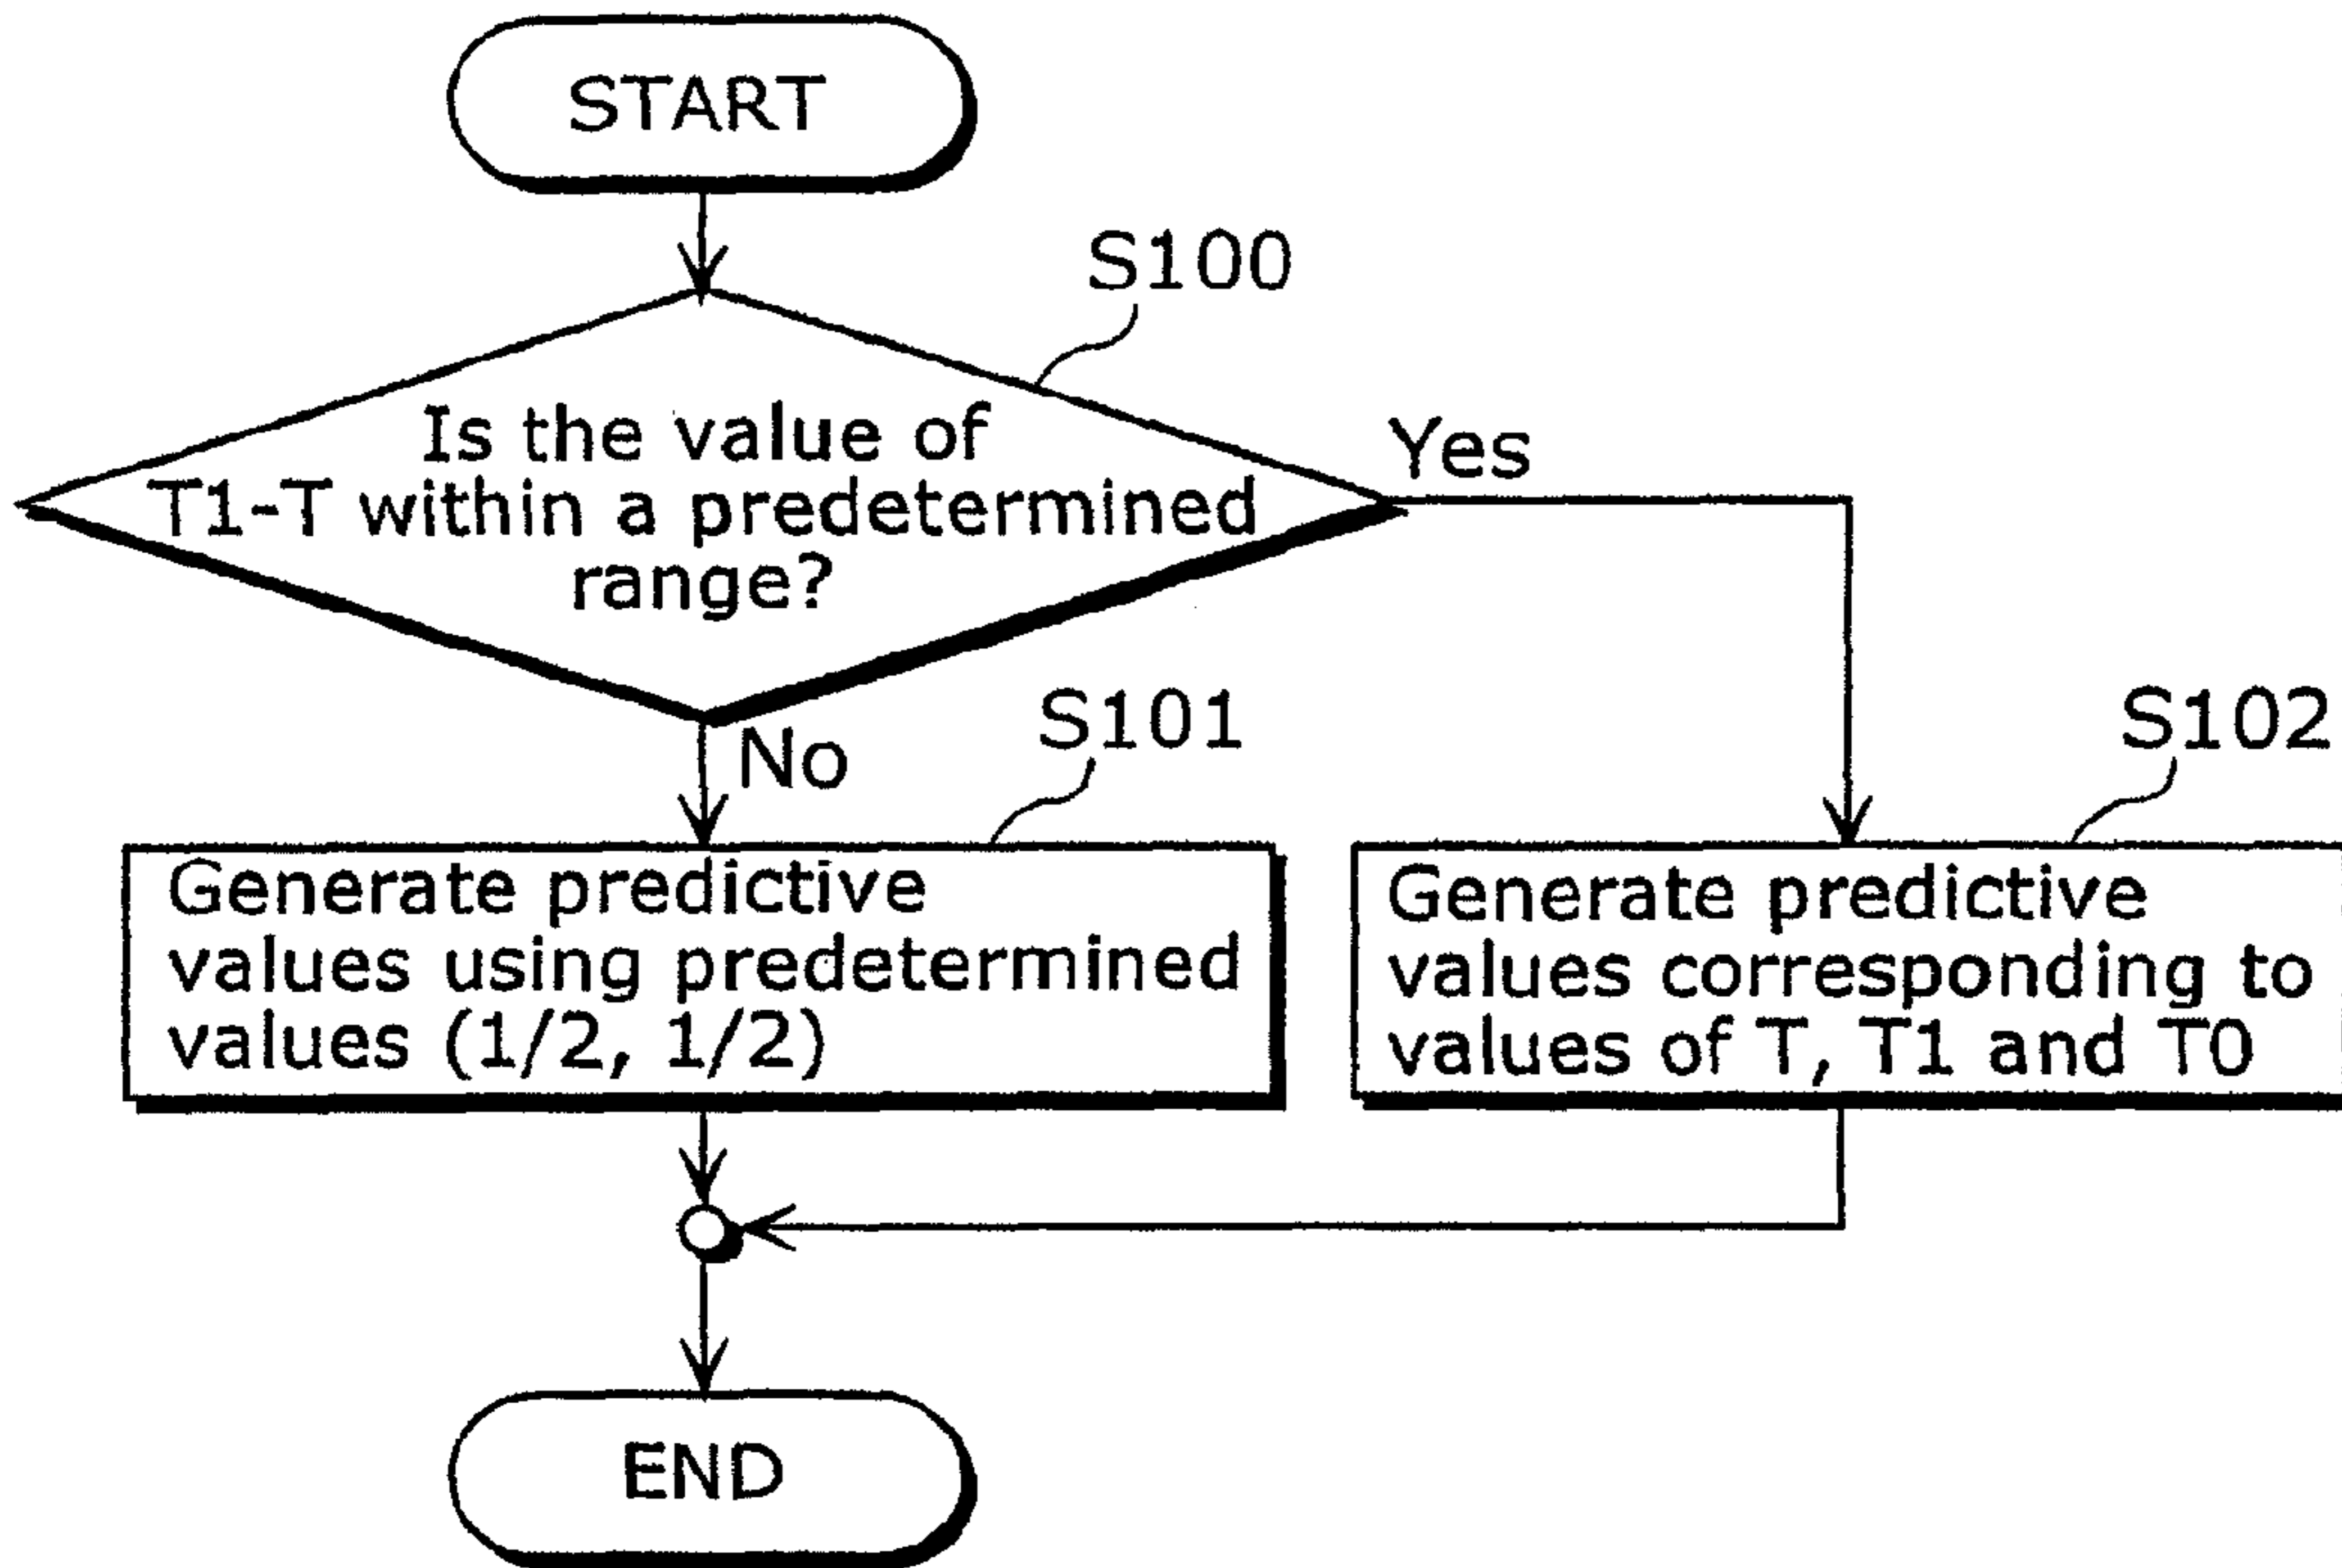 START
S100
Is the value of
T1-T within a predetermined
range?
Yes
No
S101
S102
Generate predictive
values using predetermined
values (1/2, 1/2)
Generate predictive
values corresponding to
values of T, T1 and T0
END